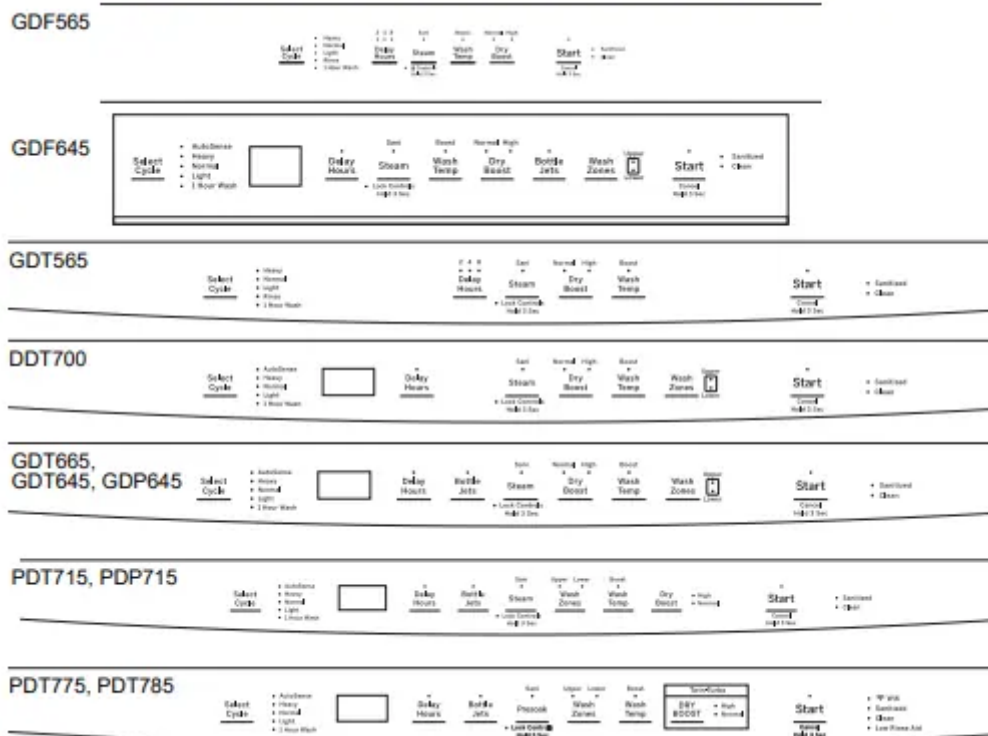 GDF565
Select Cycle
Heavy
Normal
Light
Rinse
1 Hour Wash
Delay Hours
Steam
Wash Temp
Dry Boost
Start
Sanitized
Clean
GDF645
Sani Boost Normal High Upper
Select Cycle
AutoSense
Heavy
Normal
Light
1 Hour Wash
Delay Hours
Steam
Wash Temp
Dry Boost
Bottle Jets
Wash Zones
Start
Sanitized
Clean
Lock Controls Lower Cancel
Hold 3 Sec Hold 3 Sec
GDT565
2 4 8 Sani Normal High Boost
Select Cycle
Heavy
Normal
Light
Rinse
1 Hour Wash
Delay Hours
Steam
Dry Boost
Wash Temp
Start
Sanitized
Clean
Lock Controls Cancel
Hold 3 Sec Hold 3 Sec
DDT700
Sani Normal High Boost Upper
Select Cycle
AutoSense
Heavy
Normal
Light
1 Hour Wash
Delay Hours
Steam
Dry Boost
Wash Temp
Wash Zones
Start
Sanitized
Clean
Lock Controls Lower Cancel
Hold 3 Sec Hold 3 Sec
GDT665,
GDT645, GDP645
Sani Normal High Boost Upper
Select Cycle
AutoSense
Heavy
Normal
Light
1 Hour Wash
Delay Hours
Bottle Jets
Steam
Dry Boost
Wash Temp
Wash Zones
Start
Sanitized
Clean
Lock Controls Lower Cancel
Hold 3 Sec Hold 3 Sec
PDT715, PDP715
Sani Upper Lower Boost
Select Cycle
AutoSense
Heavy
Normal
Light
1 Hour Wash
Delay Hours
Bottle Jets
Steam
Wash Zones
Wash Temp
Dry Boost
High
Normal
Start
Sanitized
Clean
Lock Controls Cancel
Hold 3 Sec Hold 3 Sec
PDT775, PDT785
Sani Upper Lower Boost
Select Cycle
AutoSense
Heavy
Normal
Light
1 Hour Wash
Delay Hours
Bottle Jets
Presoak
Wash Zones
Wash Temp
DRY BOOST
High
Normal
Start
Sanitized
Clean
Low Rinse Aid
Lock Controls Cancel
Hold 3 Sec Hold 3 Sec